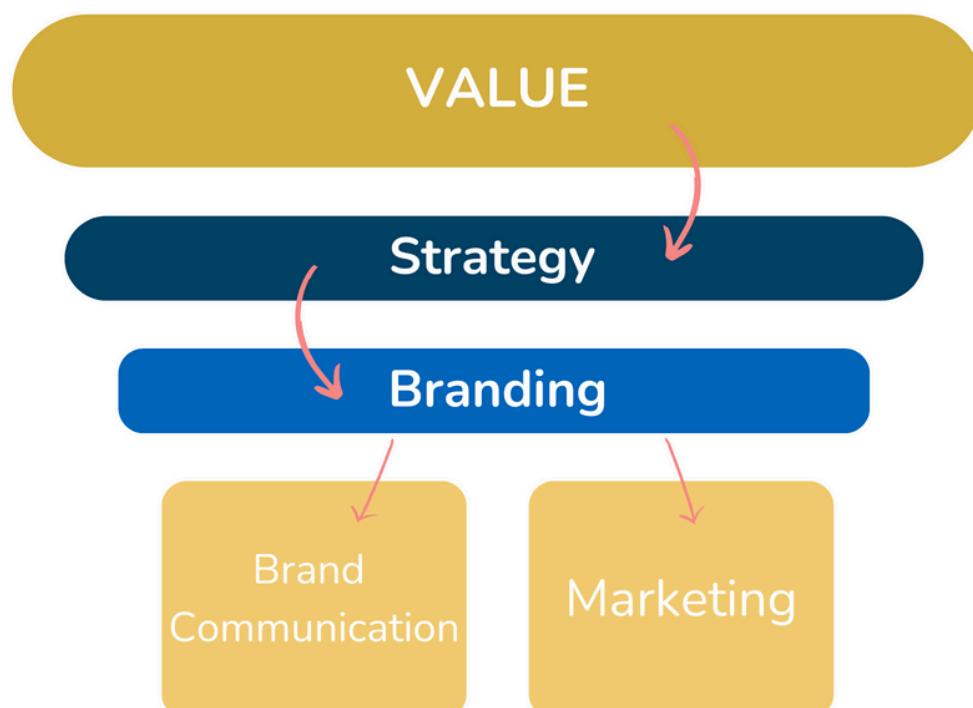 VALUE
Strategy
Branding
Brand
Communication
Marketing